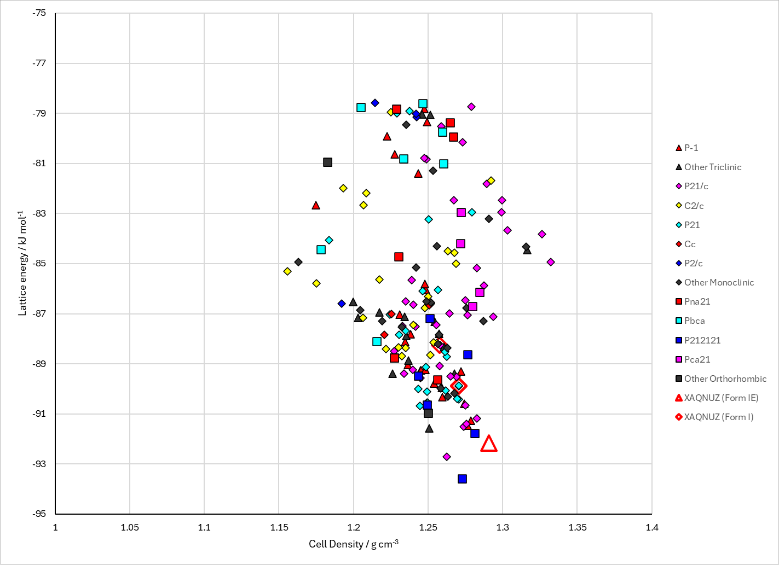 -75
-77
-79
-81
-83
-85
-87
-89
-91
-93
-95
Lattice energy / kJ mol⁻¹
1 1.05 1.1 1.15 1.2 1.25 1.3 1.35 1.4
Cell Density / g cm⁻³
P-1
Other Triclinic
P21/c
C2/c
P21
Cc
P2/c
Other Monoclinic
Pna21
Pbca
P212121
Pca21
Other Orthorhombic
XAQNUZ (Form IE)
XAQNUZ (Form I)